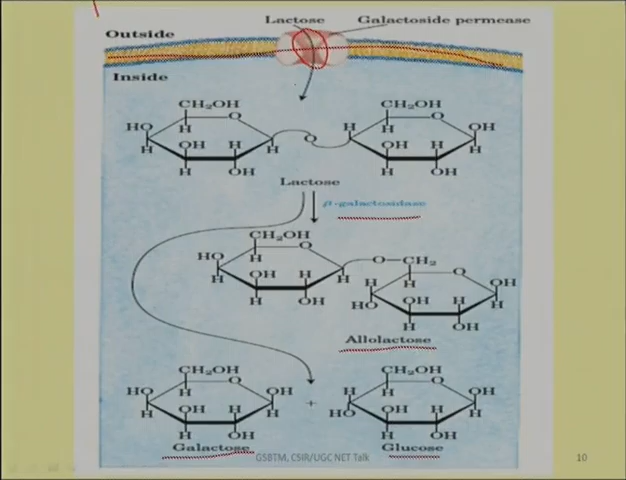 Lactose Galactoside permease
Outside
Inside
CH₂OH CH₂OH
O O
HO H H OH
H O H
OH H H OH H H
H OH H OH
Lactose
β-galactosidase
CH₂OH
O O—CH₂
HO H O
H OH H H H H OH
H OH HO OH H H
H OH
Allolactose
CH₂OH CH₂OH
O O
HO H OH H H OH
H OH H H + HO OH H H
H OH H OH
Galactose Glucose
GSBTM, CSIR/UGC NET Talk 10